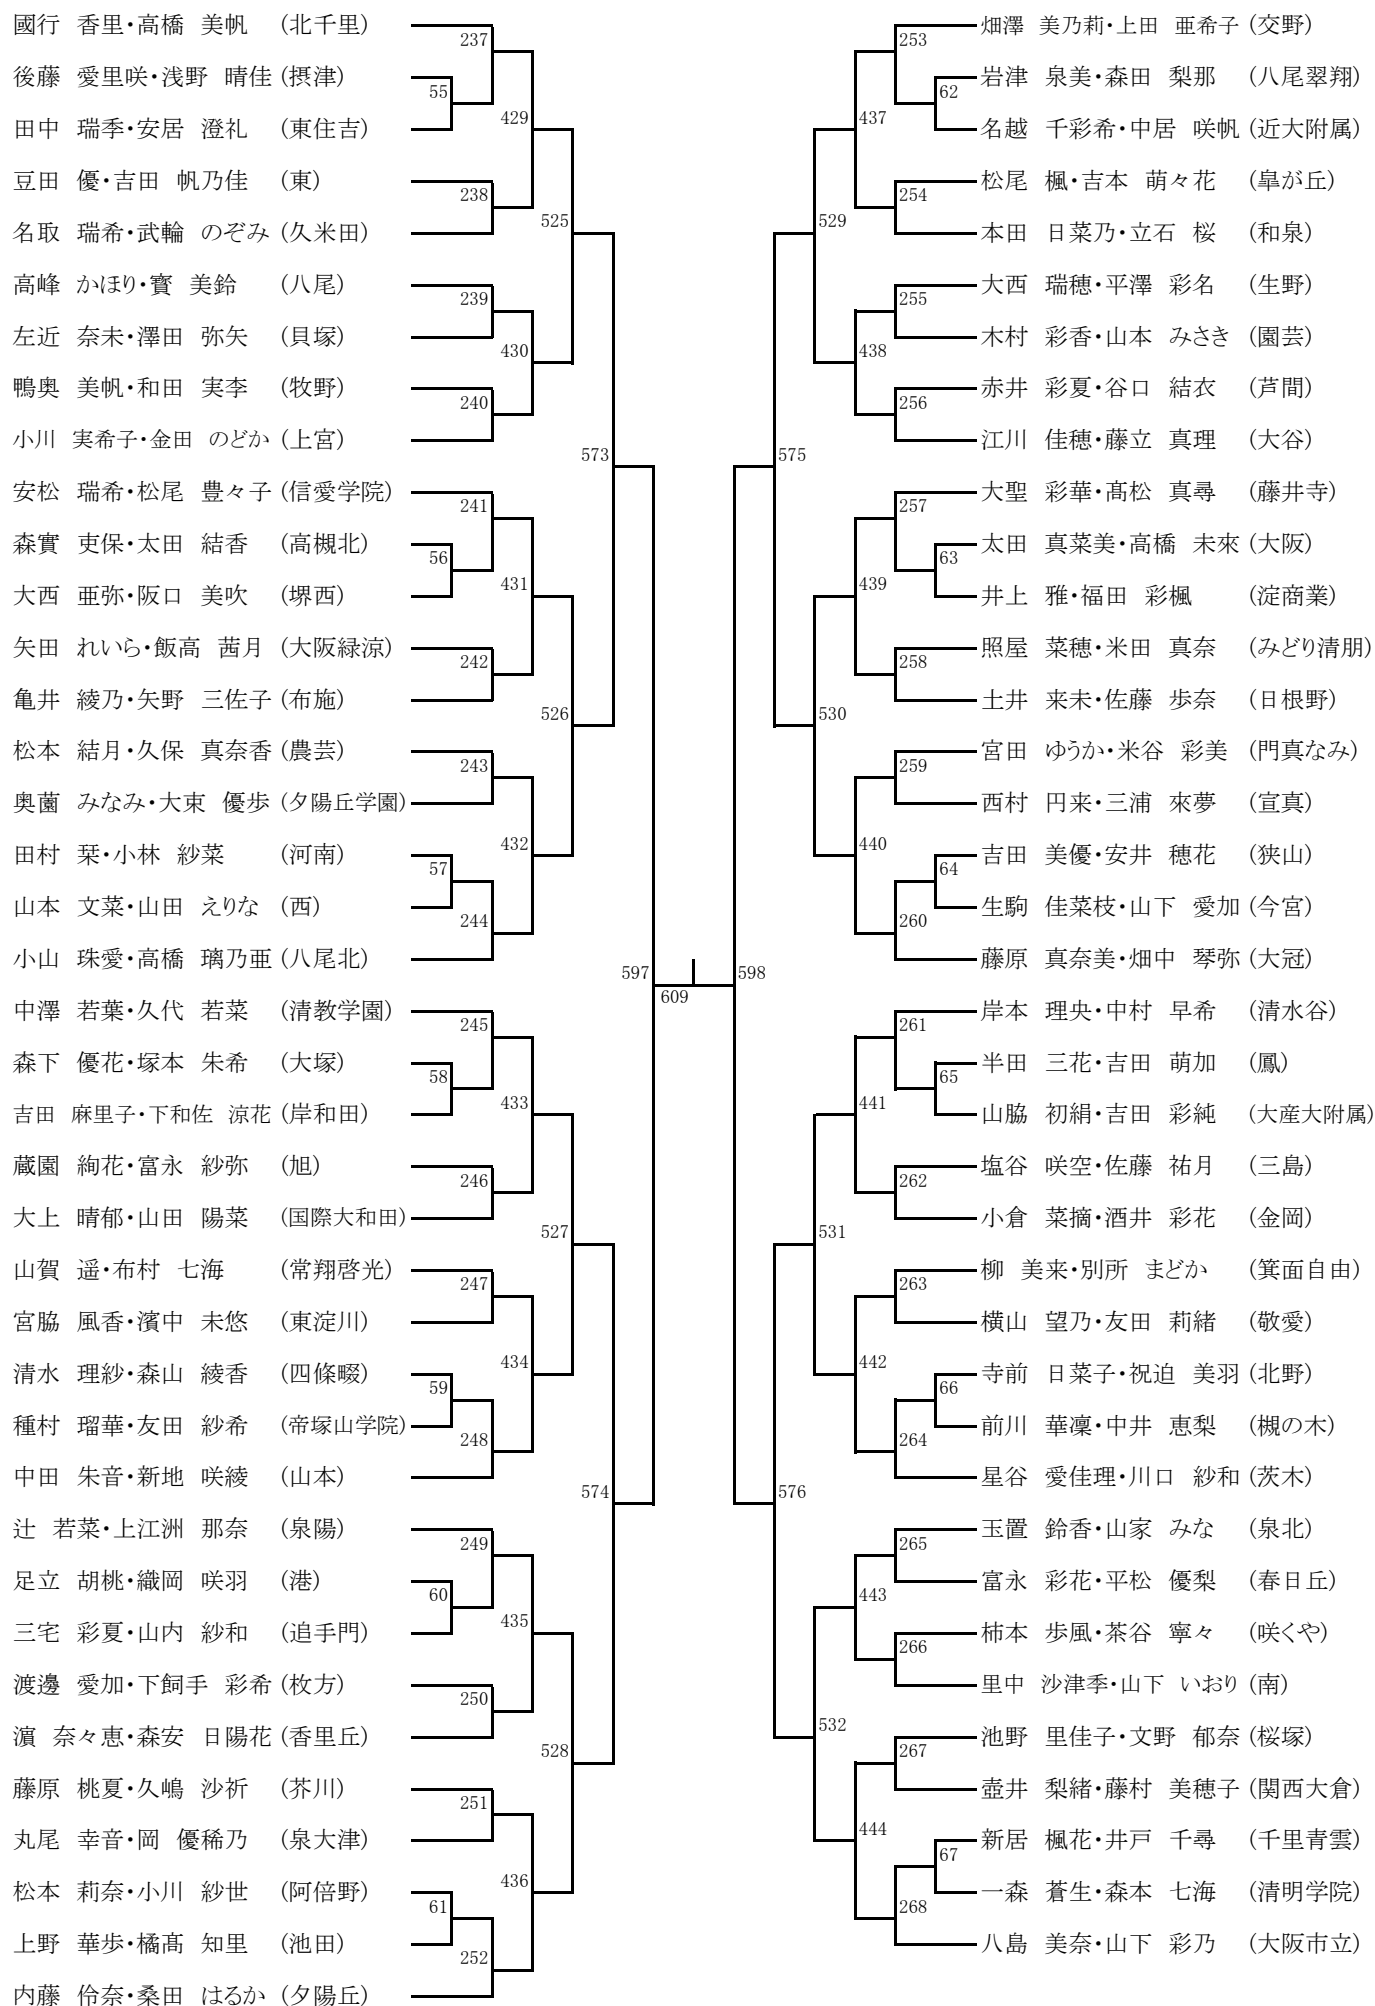 國行 香里・高橋 美帆 (北千里)
237
後藤 愛里咲・浅野 晴佳 (摂津)
55
田中 瑞季・安居 澄礼 (東住吉)
429
豆田 優・吉田 帆乃佳 (東)
238
名取 瑞希・武輪 のぞみ (久米田)
525
高峰 かほり・寳 美鈴 (八尾)
239
左近 奈未・澤田 弥矢 (貝塚)
430
鴨奥 美帆・和田 実李 (牧野)
240
小川 実希子・金田 のどか (上宮)
573
安松 瑞希・松尾 豊々子 (信愛学院)
241
森實 吏保・太田 結香 (高槻北)
56
大西 亜弥・阪口 美吹 (堺西)
431
矢田 れいら・飯高 茜月 (大阪緑涼)
242
亀井 綾乃・矢野 三佐子 (布施)
526
松本 結月・久保 真奈香 (農芸)
243
奥薗 みなみ・大束 優歩 (夕陽丘学園)
432
田村 栞・小林 紗菜 (河南)
57
山本 文菜・山田 えりな (西)
244
小山 珠愛・高橋 璃乃亜 (八尾北)
597
609
中澤 若葉・久代 若菜 (清教学園)
245
森下 優花・塚本 朱希 (大塚)
58
吉田 麻里子・下和佐 涼花 (岸和田)
433
蔵園 絢花・富永 紗弥 (旭)
246
大上 晴郁・山田 陽菜 (国際大和田)
527
山賀 遥・布村 七海 (常翔啓光)
247
宮脇 風香・濱中 未悠 (東淀川)
434
清水 理紗・森山 綾香 (四條畷)
59
種村 瑠華・友田 紗希 (帝塚山学院)
248
中田 朱音・新地 咲綾 (山本)
574
辻 若菜・上江洲 那奈 (泉陽)
249
足立 胡桃・織岡 咲羽 (港)
60
三宅 彩夏・山内 紗和 (追手門)
435
渡邊 愛加・下飼手 彩希 (枚方)
250
濵 奈々恵・森安 日陽花 (香里丘)
528
藤原 桃夏・久嶋 沙祈 (芥川)
251
丸尾 幸音・岡 優稀乃 (泉大津)
436
松本 莉奈・小川 紗世 (阿倍野)
61
上野 華歩・橘髙 知里 (池田)
252
内藤 伶奈・桑田 はるか (夕陽丘)
畑澤 美乃莉・上田 亜希子 (交野)
253
岩津 泉美・森田 梨那 (八尾翠翔)
62
名越 千彩希・中居 咲帆 (近大附属)
437
松尾 楓・吉本 萌々花 (皐が丘)
254
本田 日菜乃・立石 桜 (和泉)
529
大西 瑞穂・平澤 彩名 (生野)
255
木村 彩香・山本 みさき (園芸)
438
赤井 彩夏・谷口 結衣 (芦間)
256
江川 佳穂・藤立 真理 (大谷)
575
大聖 彩華・髙松 真尋 (藤井寺)
257
太田 真菜美・高橋 未來 (大阪)
63
井上 雅・福田 彩楓 (淀商業)
439
照屋 菜穂・米田 真奈 (みどり清朋)
258
土井 来未・佐藤 歩奈 (日根野)
530
宮田 ゆうか・米谷 彩美 (門真なみ)
259
西村 円来・三浦 來夢 (宣真)
440
吉田 美優・安井 穂花 (狭山)
64
生駒 佳菜枝・山下 愛加 (今宮)
260
藤原 真奈美・畑中 琴弥 (大冠)
598
岸本 理央・中村 早希 (清水谷)
261
半田 三花・吉田 萌加 (鳳)
65
山脇 初絹・吉田 彩純 (大産大附属)
441
塩谷 咲空・佐藤 祐月 (三島)
262
小倉 菜摘・酒井 彩花 (金岡)
531
柳 美来・別所 まどか (箕面自由)
263
横山 望乃・友田 莉緒 (敬愛)
442
寺前 日菜子・祝迫 美羽 (北野)
66
前川 華凜・中井 恵梨 (槻の木)
264
星谷 愛佳理・川口 紗和 (茨木)
576
玉置 鈴香・山家 みな (泉北)
265
富永 彩花・平松 優梨 (春日丘)
443
柿本 歩風・茶谷 寧々 (咲くや)
266
里中 沙津季・山下 いおり (南)
532
池野 里佳子・文野 郁奈 (桜塚)
267
壺井 梨緒・藤村 美穂子 (関西大倉)
444
新居 楓花・井戸 千尋 (千里青雲)
67
一森 蒼生・森本 七海 (清明学院)
268
八島 美奈・山下 彩乃 (大阪市立)